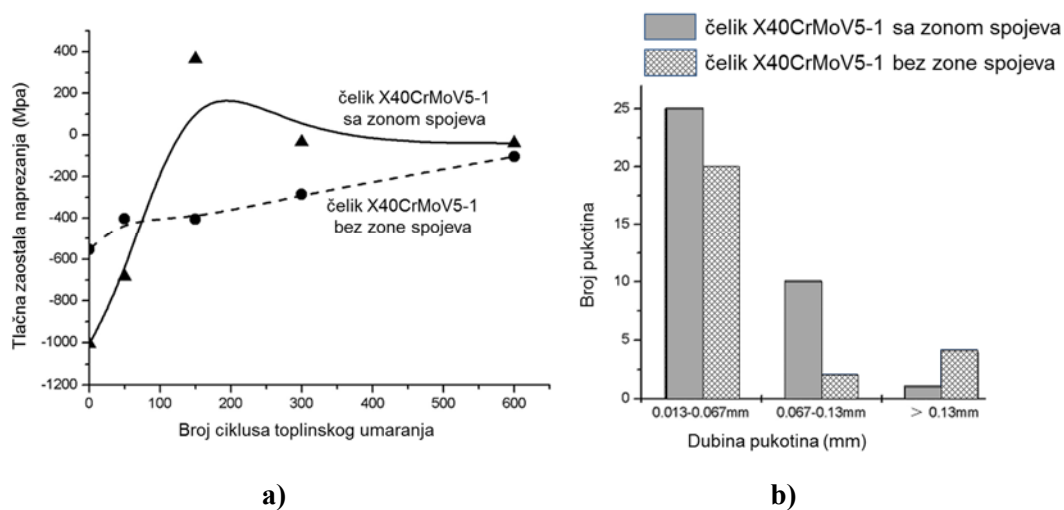 Tlačna zaostala naprezanja (Mpa)
400
200
0
-200
-400
-600
-800
-1000
-1200
čelik X40CrMoV5-1
sa zonom spojeva
čelik X40CrMoV5-1
bez zone spojeva
0 100 200 300 400 500 600
Broj ciklusa toplinskog umaranja
a)
čelik X40CrMoV5-1 sa zonom spojeva
čelik X40CrMoV5-1 bez zone spojeva
Broj pukotina
25
20
15
10
5
0
0.013-0.067mm 0.067-0.13mm > 0.13mm
Dubina pukotina (mm)
b)